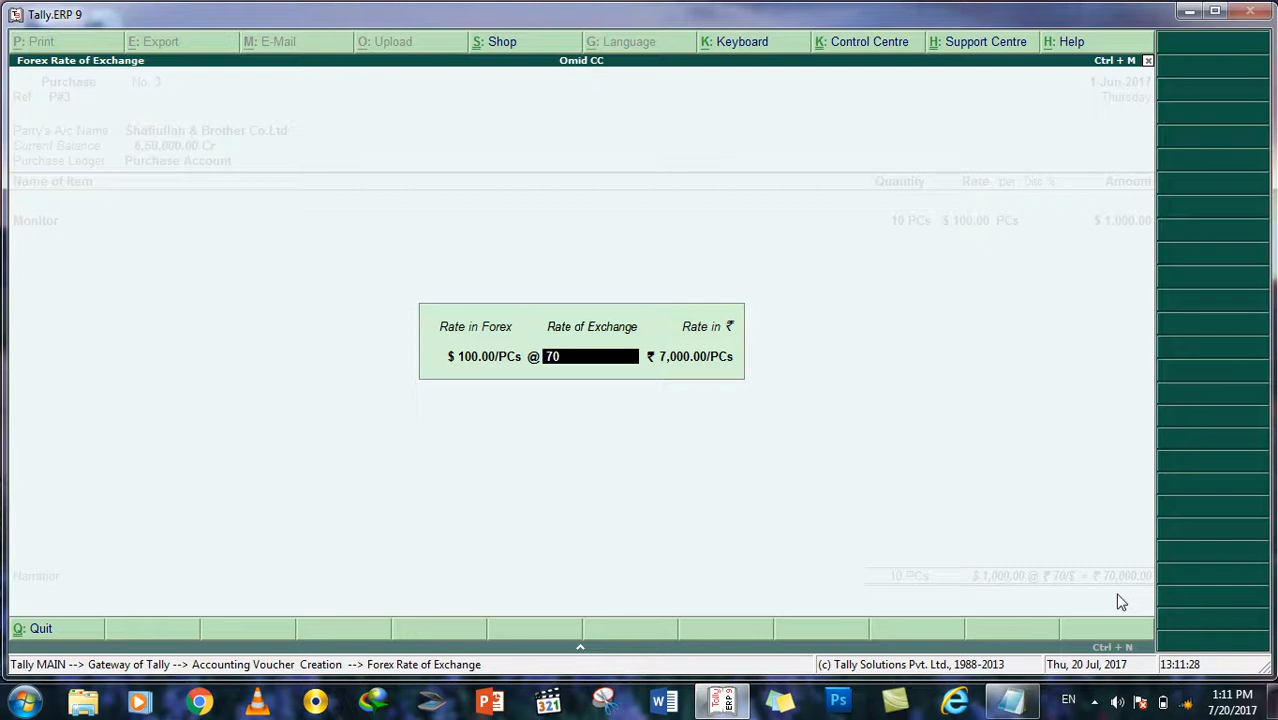 Tally.ERP 9
P: Print E: Export M: E-Mail O: Upload S: Shop G: Language K: Keyboard K: Control Centre H: Support Centre H: Help
Forex Rate of Exchange Omid CC Ctrl + M
Purchase No. 3 1-Jun-2017
Ref P#3 Thursday
Party's A/c Name Shafiullah & Brother Co.Ltd
Current Balance 6,50,000.00 Cr
Purchase Ledger Purchase Account
Name of Item Quantity Rate per Disc % Amount
Monitor 10 PCs $ 100.00 PCs $ 1,000.00
Rate in Forex Rate of Exchange Rate in ₹
$ 100.00/PCs @ 70 ₹ 7,000.00/PCs
Narration 10 PCs $ 1,000.00 @ ₹ 70/$ = ₹ 70,000.00
Q: Quit
Ctrl + N
Tally MAIN --> Gateway of Tally --> Accounting Voucher Creation --> Forex Rate of Exchange (c) Tally Solutions Pvt. Ltd., 1988-2013 Thu, 20 Jul, 2017 13:11:28
EN 1:11 PM
7/20/2017